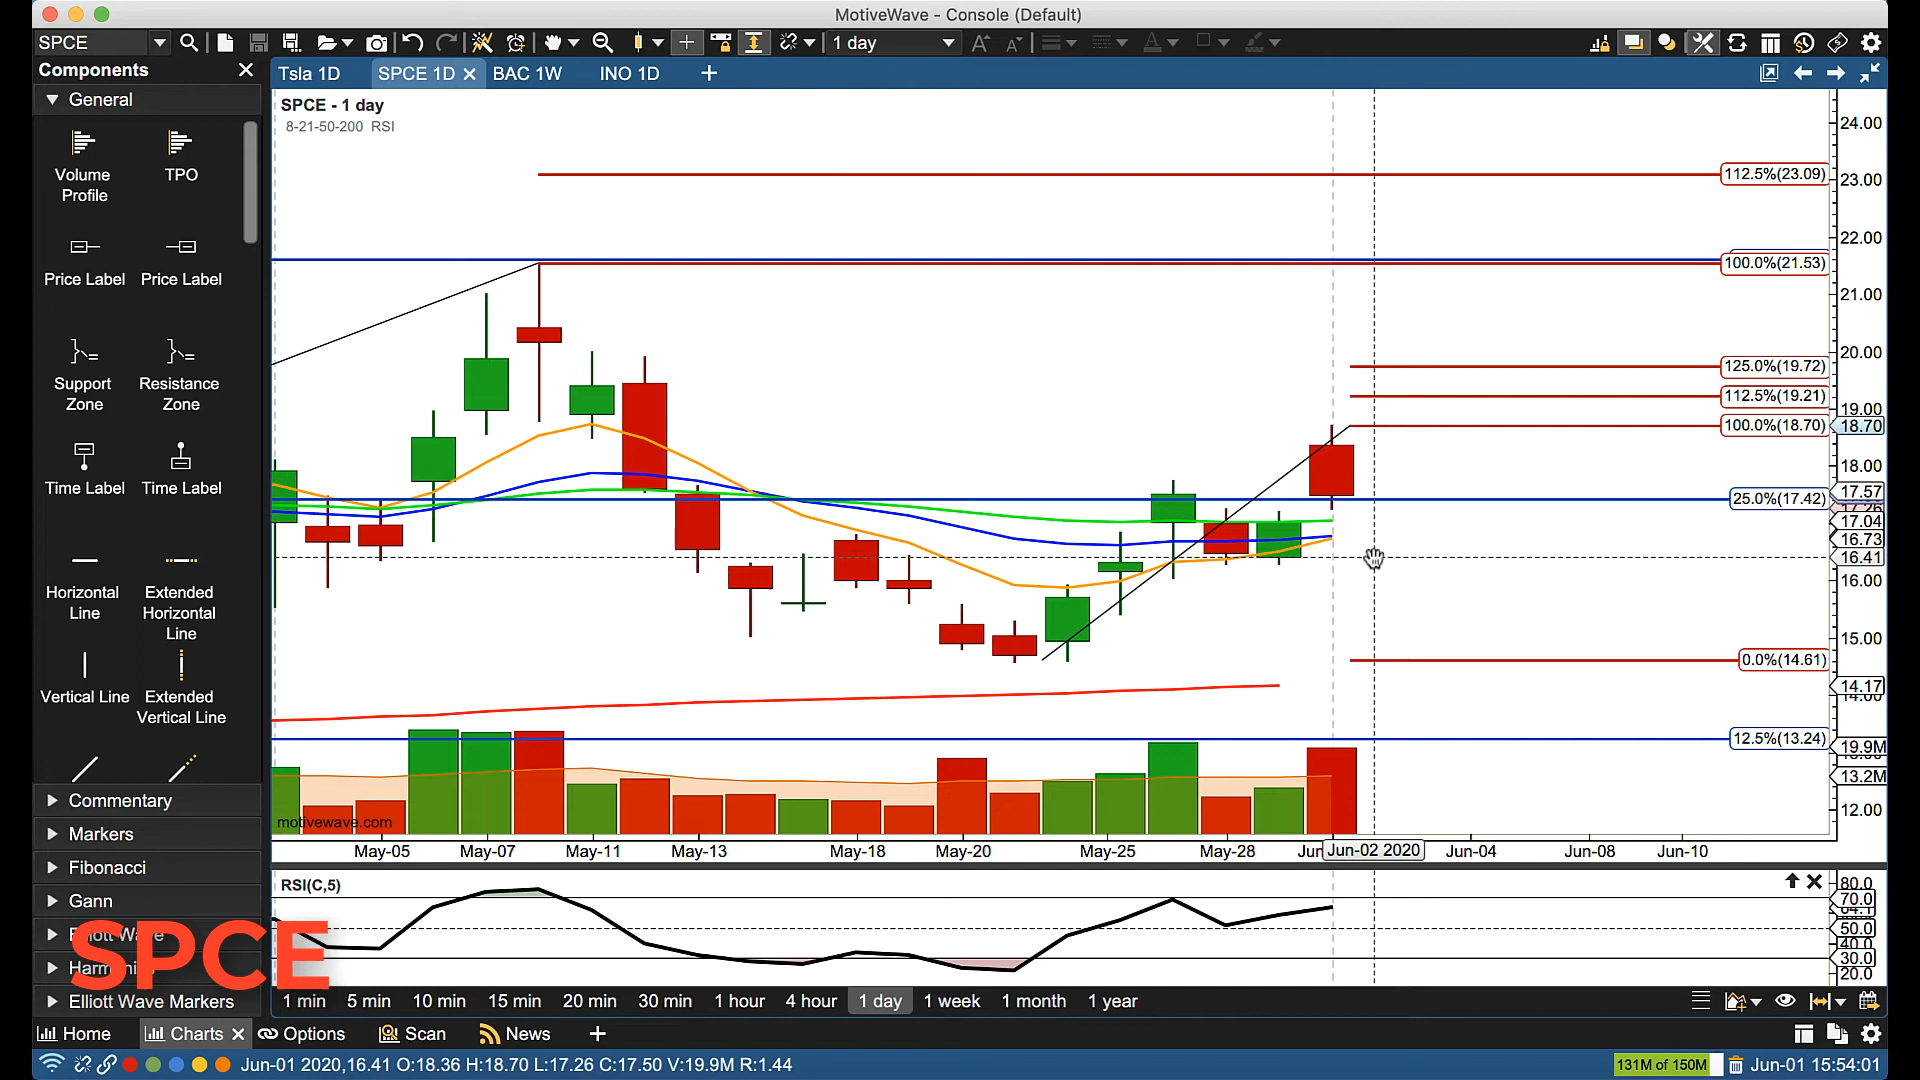 MotiveWave - Console (Default)
SPCE
1 day
Components
Tsla 1D
SPCE 1D
BAC 1W
INO 1D
General
Volume Profile
TPO
Price Label
Price Label
Support Zone
Resistance Zone
Time Label
Time Label
Horizontal Line
Extended Horizontal Line
Vertical Line
Extended Vertical Line
Commentary
Markers
Fibonacci
Gann
Elliott Wave Markers
SPCE
SPCE - 1 day
8-21-50-200 RSI
112.5%(23.09)
100.0%(21.53)
125.0%(19.72)
112.5%(19.21)
100.0%(18.70)
25.0%(17.42)
0.0%(14.61)
12.5%(13.24)
24.00
23.00
22.00
21.00
20.00
19.00
18.70
18.00
17.57
17.26
17.04
16.73
16.41
16.00
15.00
14.17
14.00
19.9M
13.2M
12.00
motivewave.com
May-05
May-07
May-11
May-13
May-18
May-20
May-25
May-28
Jun-02 2020
Jun-04
Jun-08
Jun-10
RSI(C,5)
80.0
70.0
50.0
40.0
30.0
20.0
1 min
5 min
10 min
15 min
20 min
30 min
1 hour
4 hour
1 day
1 week
1 month
1 year
Home
Charts
Options
Scan
News
Jun-01 2020,16.41 O:18.36 H:18.70 L:17.26 C:17.50 V:19.9M R:1.44
131M of 150M
Jun-01 15:54:01